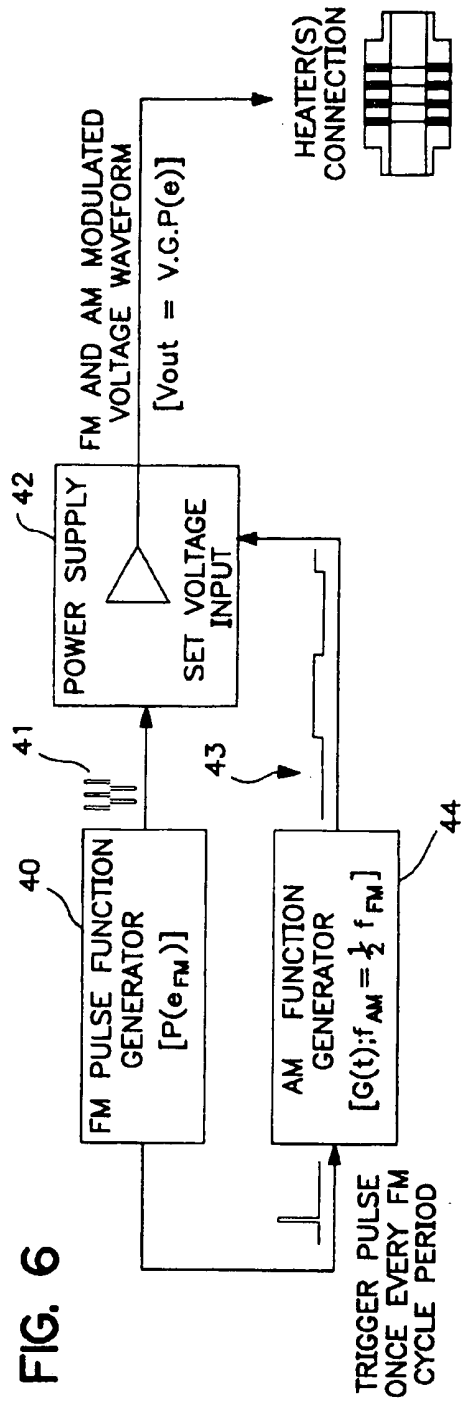 FIG. 6
40
FM PULSE FUNCTION
GENERATOR
[P(e_FM)]
41
42
POWER SUPPLY
SET VOLTAGE
INPUT
FM AND AM MODULATED
VOLTAGE WAVEFORM
[Vout = V.G.P(e)]
HEATER(S)
CONNECTION
TRIGGER PULSE
ONCE EVERY FM
CYCLE PERIOD
AM FUNCTION
GENERATOR
[G(t);f_AM = ½ f_FM]
44
43